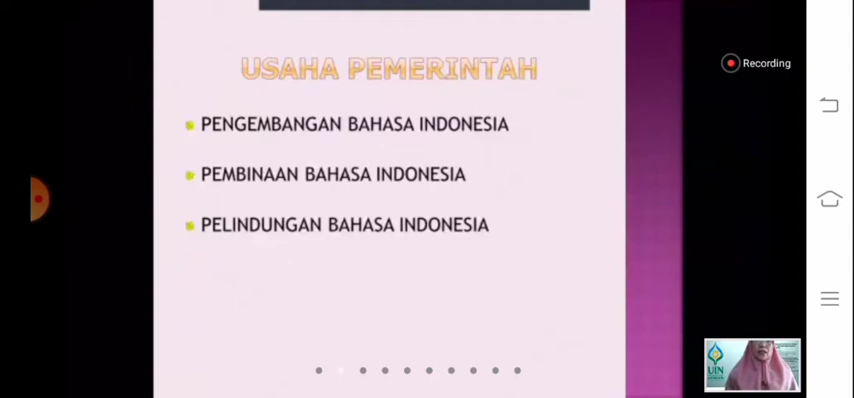 USAHA PEMERINTAH
Recording
PENGEMBANGAN BAHASA INDONESIA
PEMBINAAN BAHASA INDONESIA
PELINDUNGAN BAHASA INDONESIA
UIN